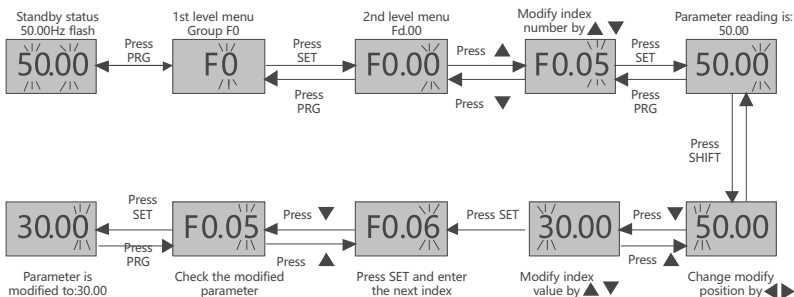 Standby status
50.00Hz flash
1st level menu
Group F0
2nd level menu
Fd.00
Modify index
number by ▲ ▼
Parameter reading is:
50.00
50.00
Press
PRG
F0
Press
SET
Press
PRG
F0.00
Press ▲
Press ▼
F0.05
Press
SET
Press
PRG
50.00
Press
SHIFT
30.00
Press
SET
Press
PRG
F0.05
Press ▼
Press ▲
F0.06
Press SET
30.00
Press ▼
Press ▲
50.00
Parameter is
modified to:30.00
Check the modified
parameter
Press SET and enter
the next index
Modify index
value by ▲ ▼
Change modify
position by ◀ ▶